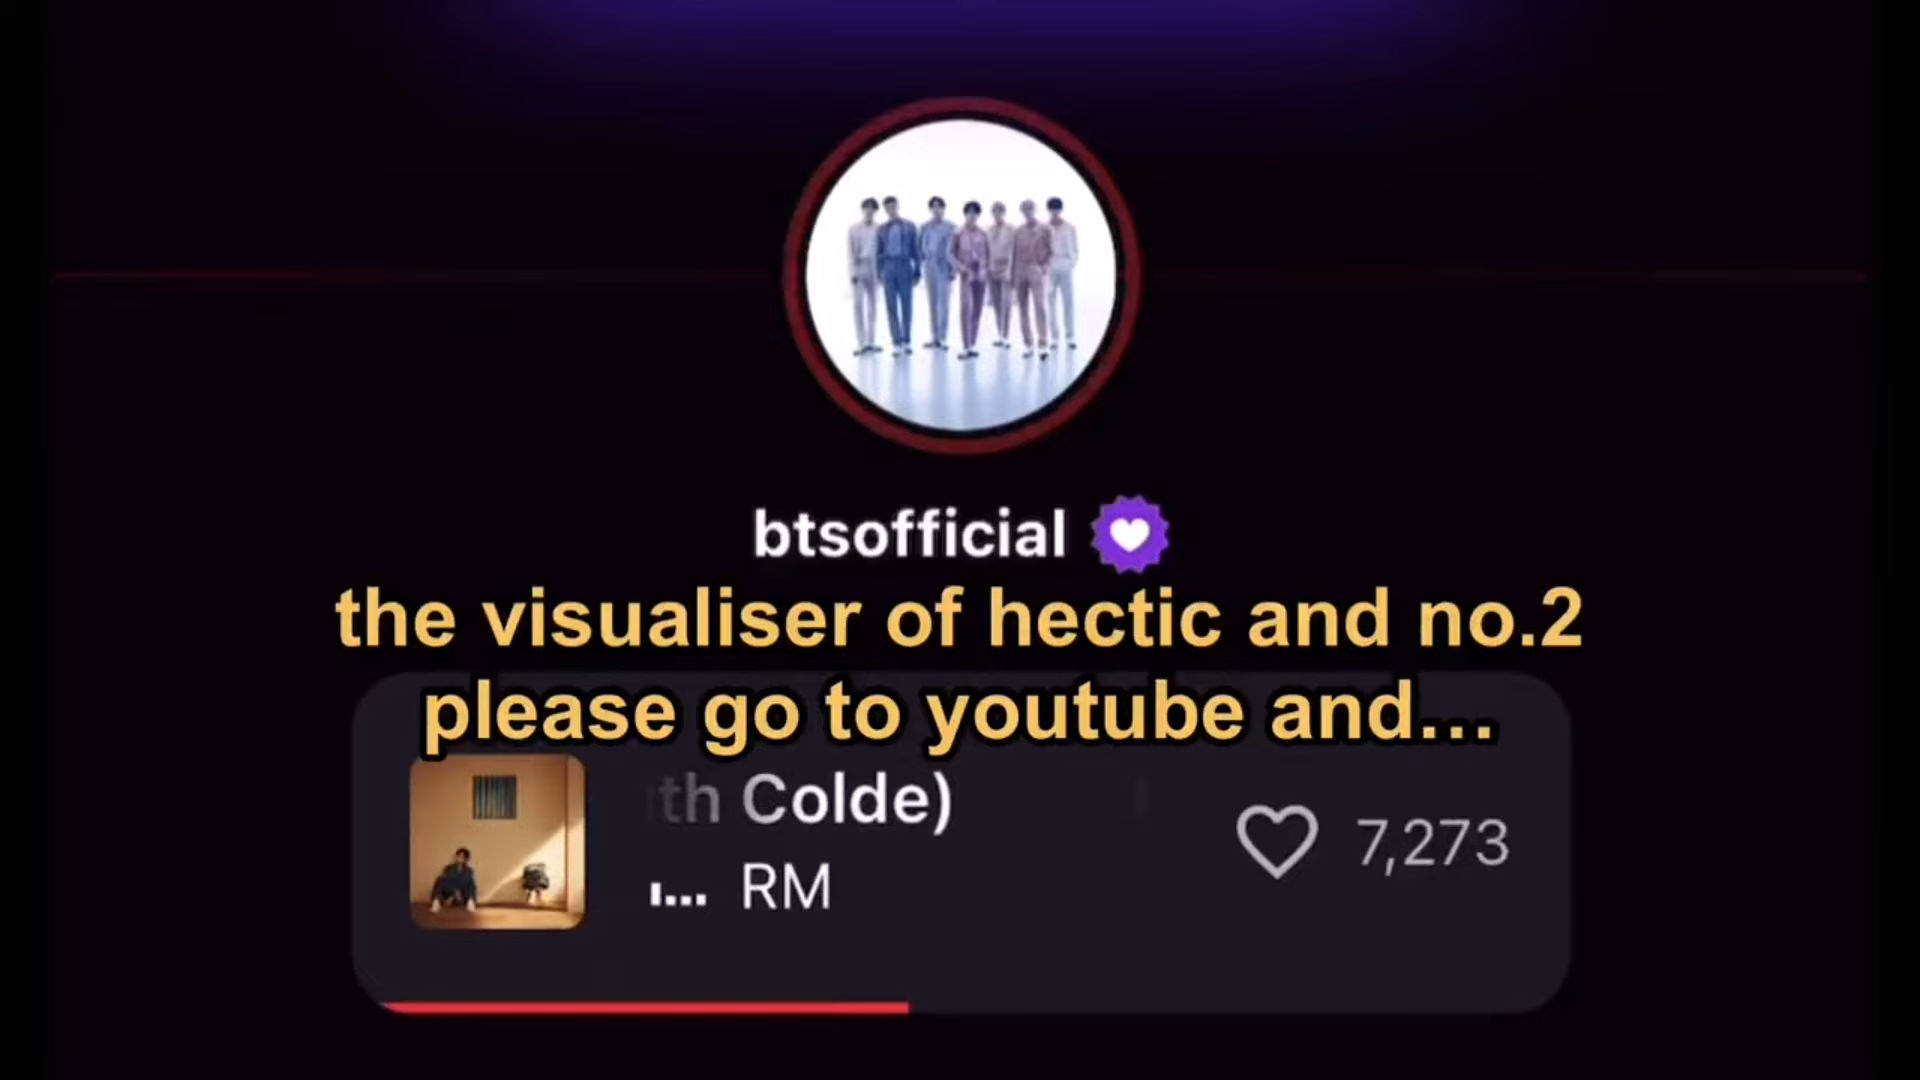 btsofficial
the visualiser of hectic and no.2
please go to youtube and...
th Colde)
... RM
7,273